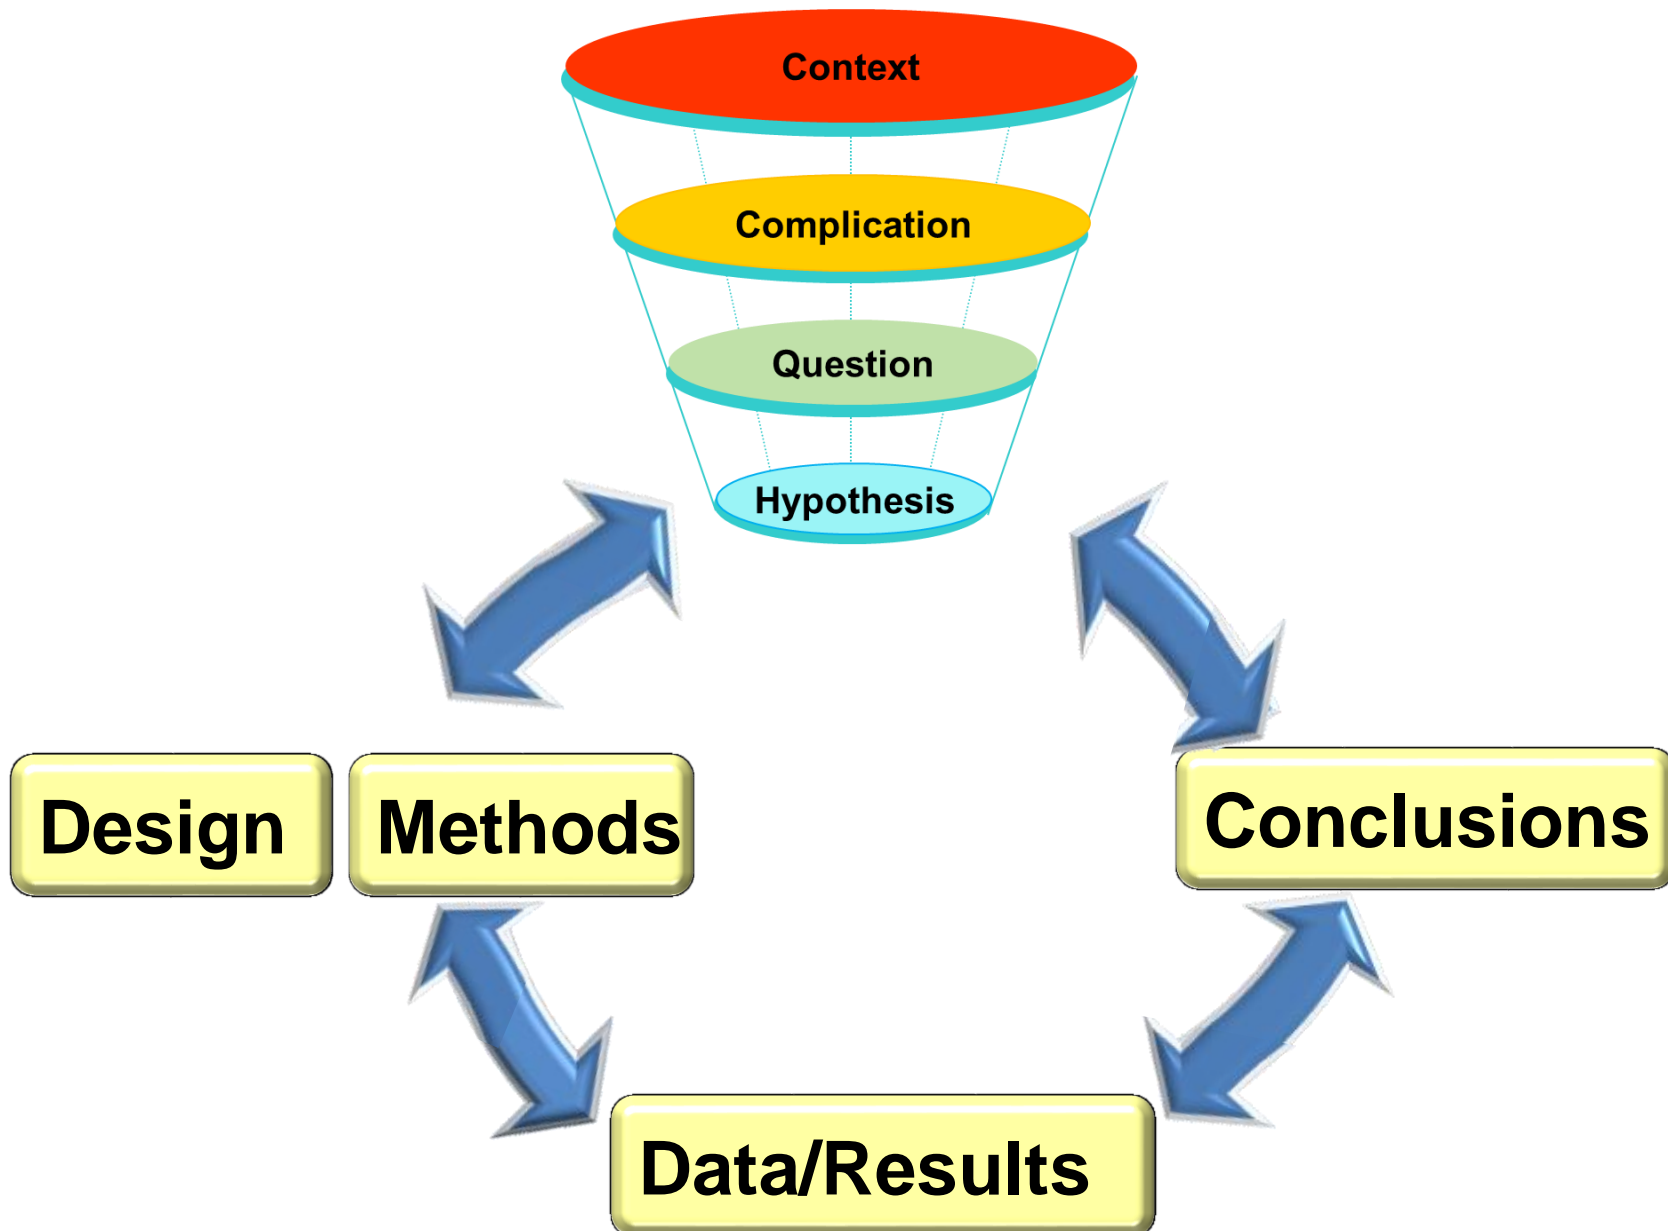 Context
Complication
Question
Hypothesis
Design Methods Conclusions
Data/Results